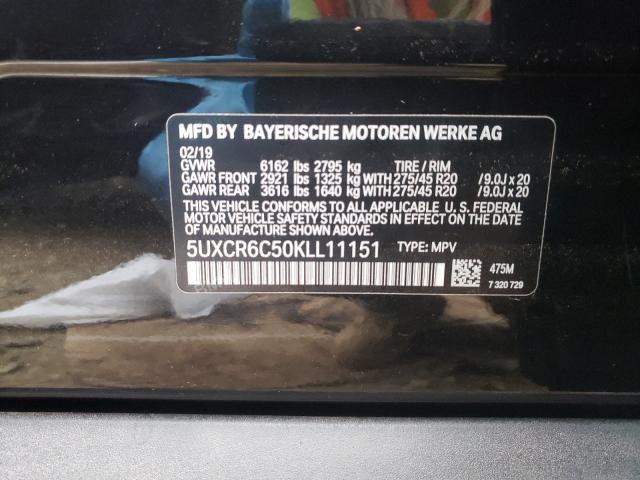 MFD BY BAYERISCHE MOTOREN WERKE AG
02/19
GVWR 6162 lbs 2795 kg TIRE / RIM
GAWR FRONT 2921 lbs 1325 kg WITH 275/45 R20 /9.0J x 20
GAWR REAR 3616 lbs 1640 kg WITH 275/45 R20 /9.0J x 20
THIS VEHICLE CONFORMS TO ALL APPLICABLE U.S. FEDERAL
MOTOR VEHICLE SAFETY STANDARDS IN EFFECT ON THE DATE
OF MANUFACTURE SHOWN ABOVE.
5UXCR6C50KLL11151 TYPE: MPV
475M
7 320 729